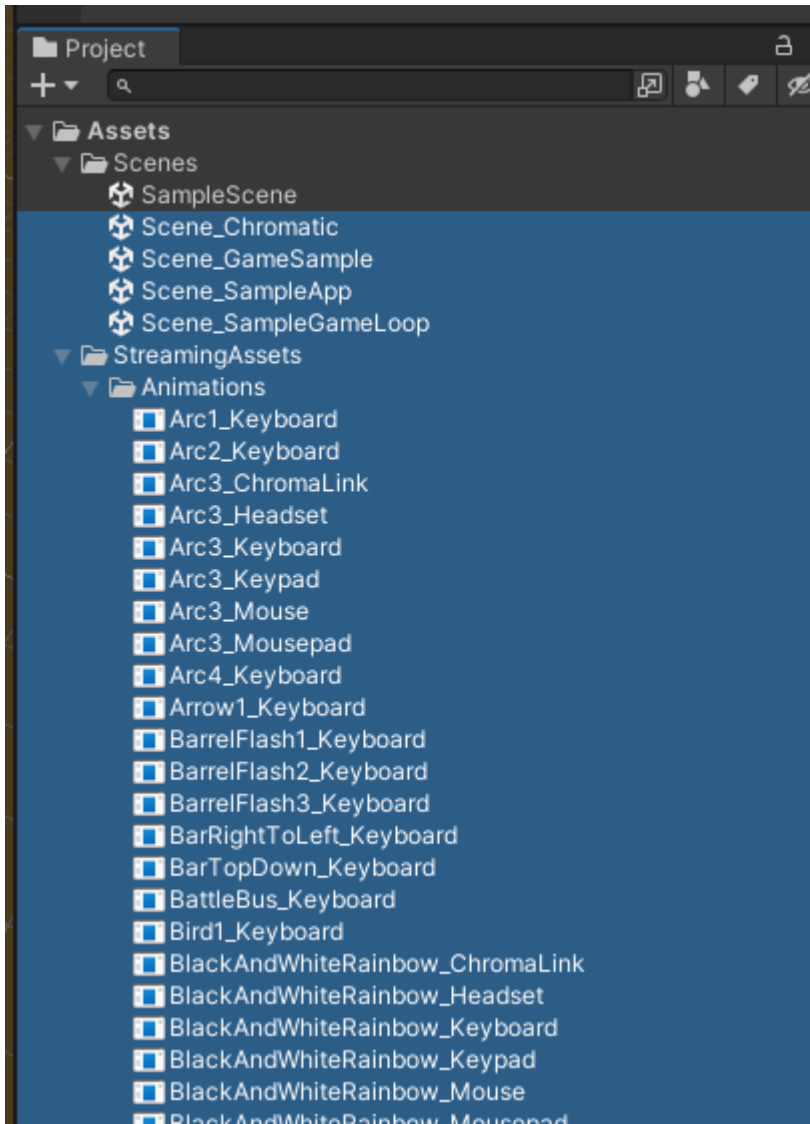 Project
Assets
Scenes
SampleScene
Scene_Chromatic
Scene_GameSample
Scene_SampleApp
Scene_SampleGameLoop
StreamingAssets
Animations
Arc1_Keyboard
Arc2_Keyboard
Arc3_ChromaLink
Arc3_Headset
Arc3_Keyboard
Arc3_Keypad
Arc3_Mouse
Arc3_Mousepad
Arc4_Keyboard
Arrow1_Keyboard
BarrelFlash1_Keyboard
BarrelFlash2_Keyboard
BarrelFlash3_Keyboard
BarRightToLeft_Keyboard
BarTopDown_Keyboard
BattleBus_Keyboard
Bird1_Keyboard
BlackAndWhiteRainbow_ChromaLink
BlackAndWhiteRainbow_Headset
BlackAndWhiteRainbow_Keyboard
BlackAndWhiteRainbow_Keypad
BlackAndWhiteRainbow_Mouse
BlackAndWhiteRainbow_Mousepad